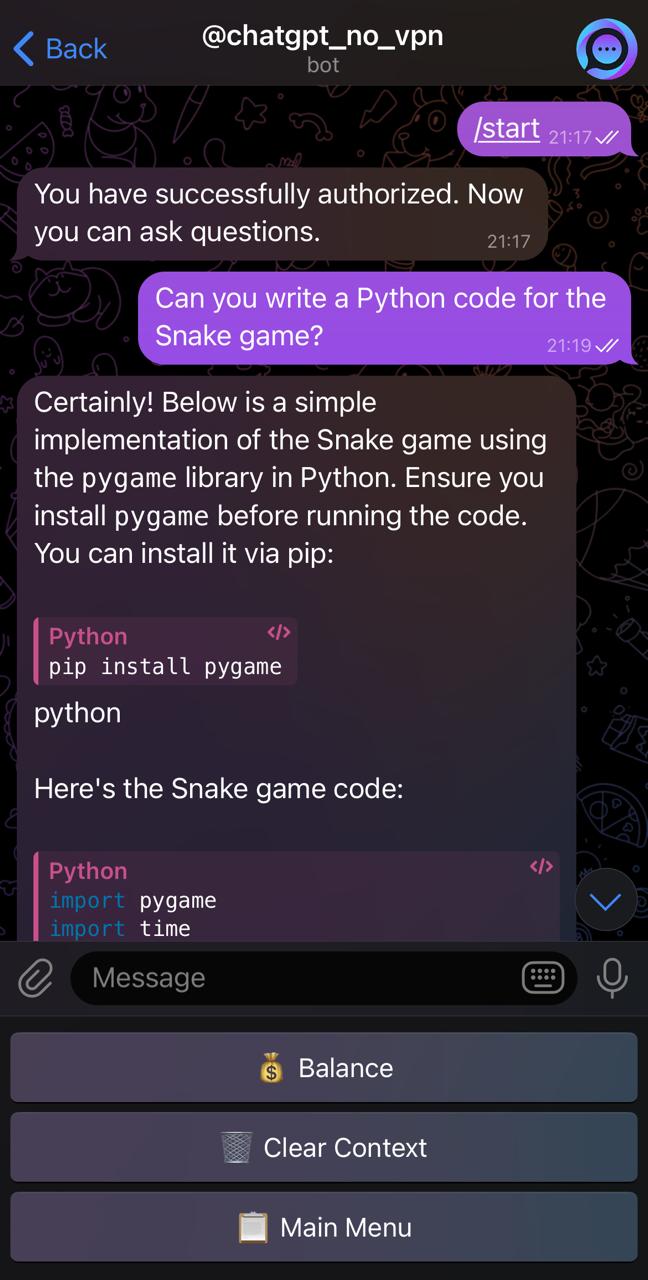 Back
@chatgpt_no_vpn
bot
/start 21:17
You have successfully authorized. Now
you can ask questions. 21:17
Can you write a Python code for the
Snake game? 21:19
Certainly! Below is a simple
implementation of the Snake game using
the pygame library in Python. Ensure you
install pygame before running the code.
You can install it via pip:
Python </>
pip install pygame
python
Here's the Snake game code:
Python </>
import pygame
import time
Message
Balance
Clear Context
Main Menu